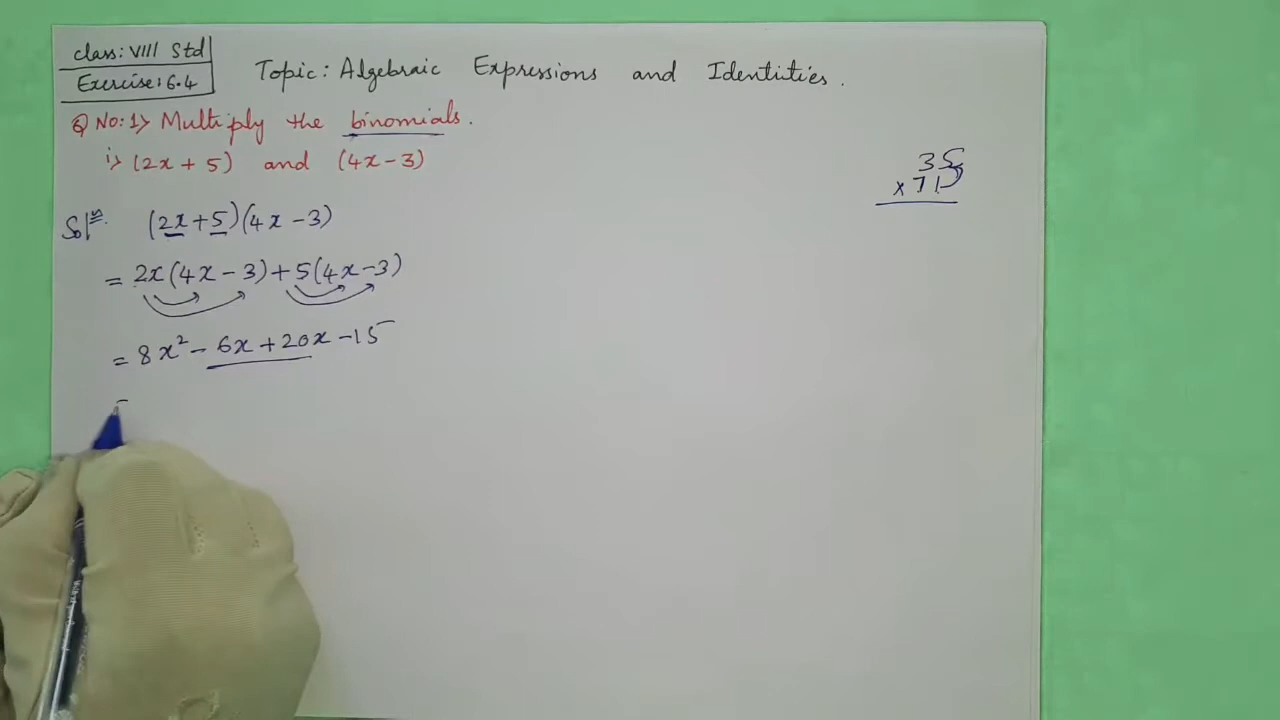 class: VIII Std
Exercise: 6.4
Topic: Algebraic Expressions and Identities.
Q No: 1> Multiply the binomials.
i> (2x + 5) and (4x - 3)
Solⁿ. (2x + 5)(4x - 3)
= 2x(4x - 3) + 5(4x - 3)
= 8x² - 6x + 20x - 15
35
x 71